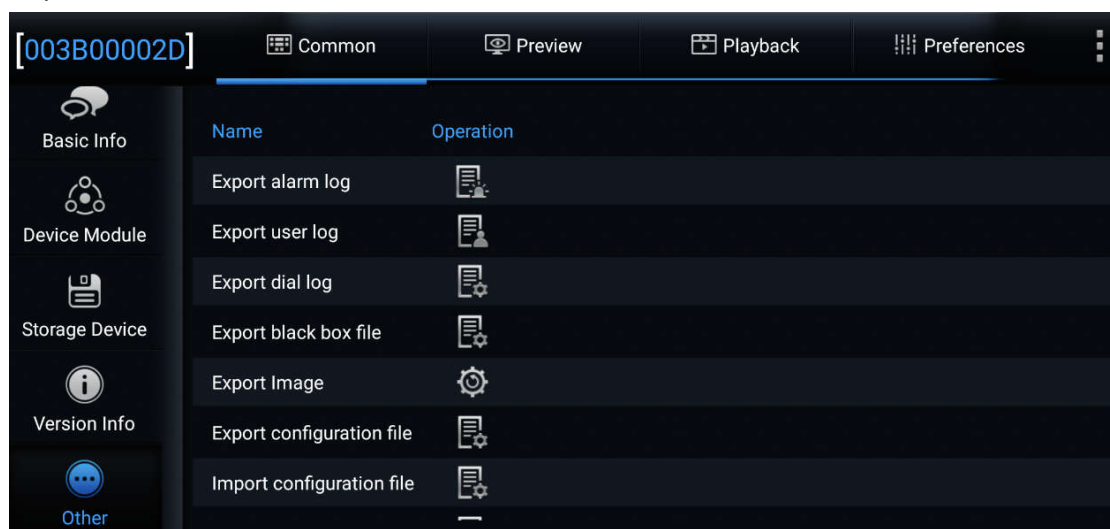 [003B00002D]
Common
Preview
Playback
Preferences
Basic Info
Device Module
Storage Device
Version Info
Other
Name Operation
Export alarm log
Export user log
Export dial log
Export black box file
Export Image
Export configuration file
Import configuration file